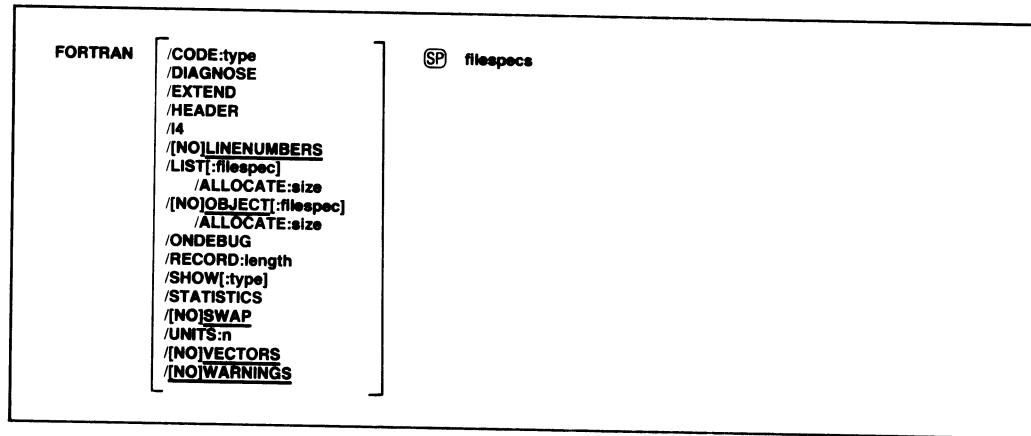 FORTRAN /CODE:type SP filespecs
/DIAGNOSE
/EXTEND
/HEADER
/I4
/[NO]LINENUMBERS
/LIST[:filespec]
/ALLOCATE:size
/[NO]OBJECT[:filespec]
/ALLOCATE:size
/ONDEBUG
/RECORD:length
/SHOW[:type]
/STATISTICS
/[NO]SWAP
/UNITS:n
/[NO]VECTORS
/[NO]WARNINGS